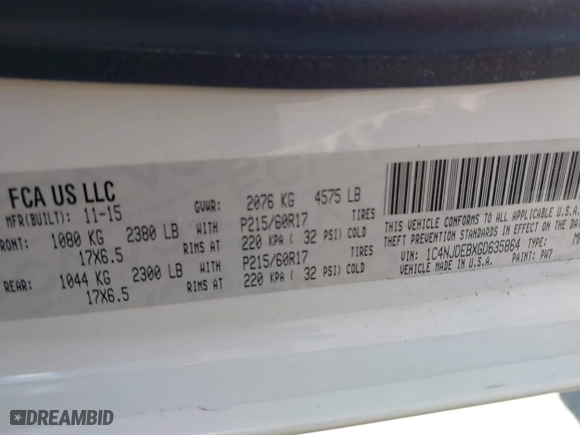 FCA US LLC
MFR(BUILT): 11-15 GVWR: 2076 KG 4575 LB
FRONT: 1080 KG 2380 LB WITH P215/60R17 TIRES
17X6.5 RIMS AT 220 KPA ( 32 PSI) COLD
REAR: 1044 KG 2300 LB WITH P215/60R17 TIRES
17X6.5 RIMS AT 220 KPA ( 32 PSI) COLD
THIS VEHICLE CONFORMS TO ALL
THEFT PREVENTION STANDARDS IN EFFECT ON THE DATE
VIN: 1C4NJDEBXGD635864 TYPE:
VEHICLE MADE IN U.S.A. PAINT: PW7
DREAMBID